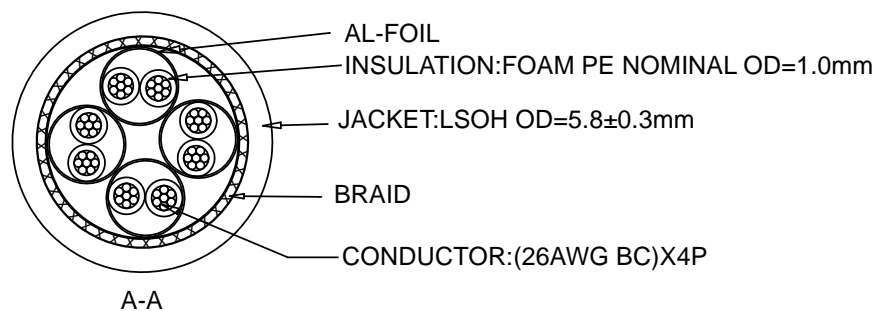 AL-FOIL
INSULATION:FOAM PE NOMINAL OD=1.0mm
JACKET:LSOH OD=5.8±0.3mm
BRAID
CONDUCTOR:(26AWG BC)X4P
A-A